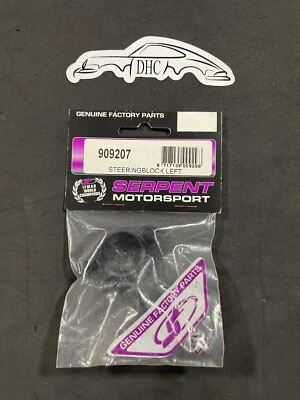 DHC
GENUINE FACTORY PARTS
909207
STEERINGBLOCK LEFT
SERPENT
MOTORSPORT
GENUINE FACTORY PARTS